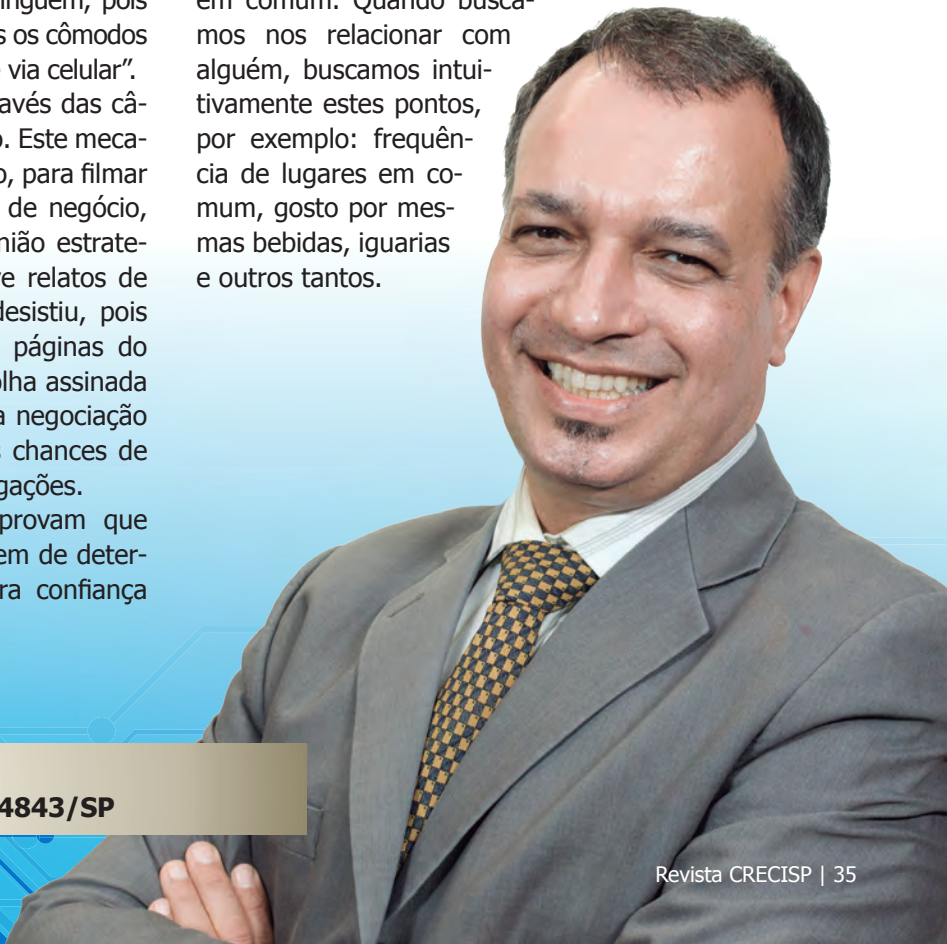 inguém, pois
s os cômodos
via celular”.
avés das câ-
o. Este meca-
o, para filmar
de negócio,
nião estrate-
e relatos de
desistiu, pois
páginas do
olha assinada
a negociação
s chances de
gações.
provam que
em de deter-
ra confiança
em comum. Quando busca-
mos nos relacionar com
alguém, buscamos intui-
tivamente estes pontos,
por exemplo: frequên-
cia de lugares em co-
mum, gosto por mes-
mas bebidas, iguarias
e outros tantos.
4843/SP
Revista CRECISP | 35